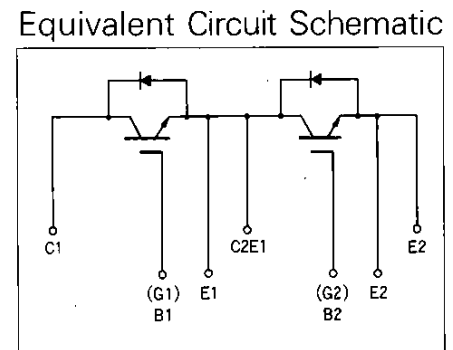 Equivalent Circuit Schematic
C1
C2E1
E2
(G1)
E1
(G2)
E2
B1
B2